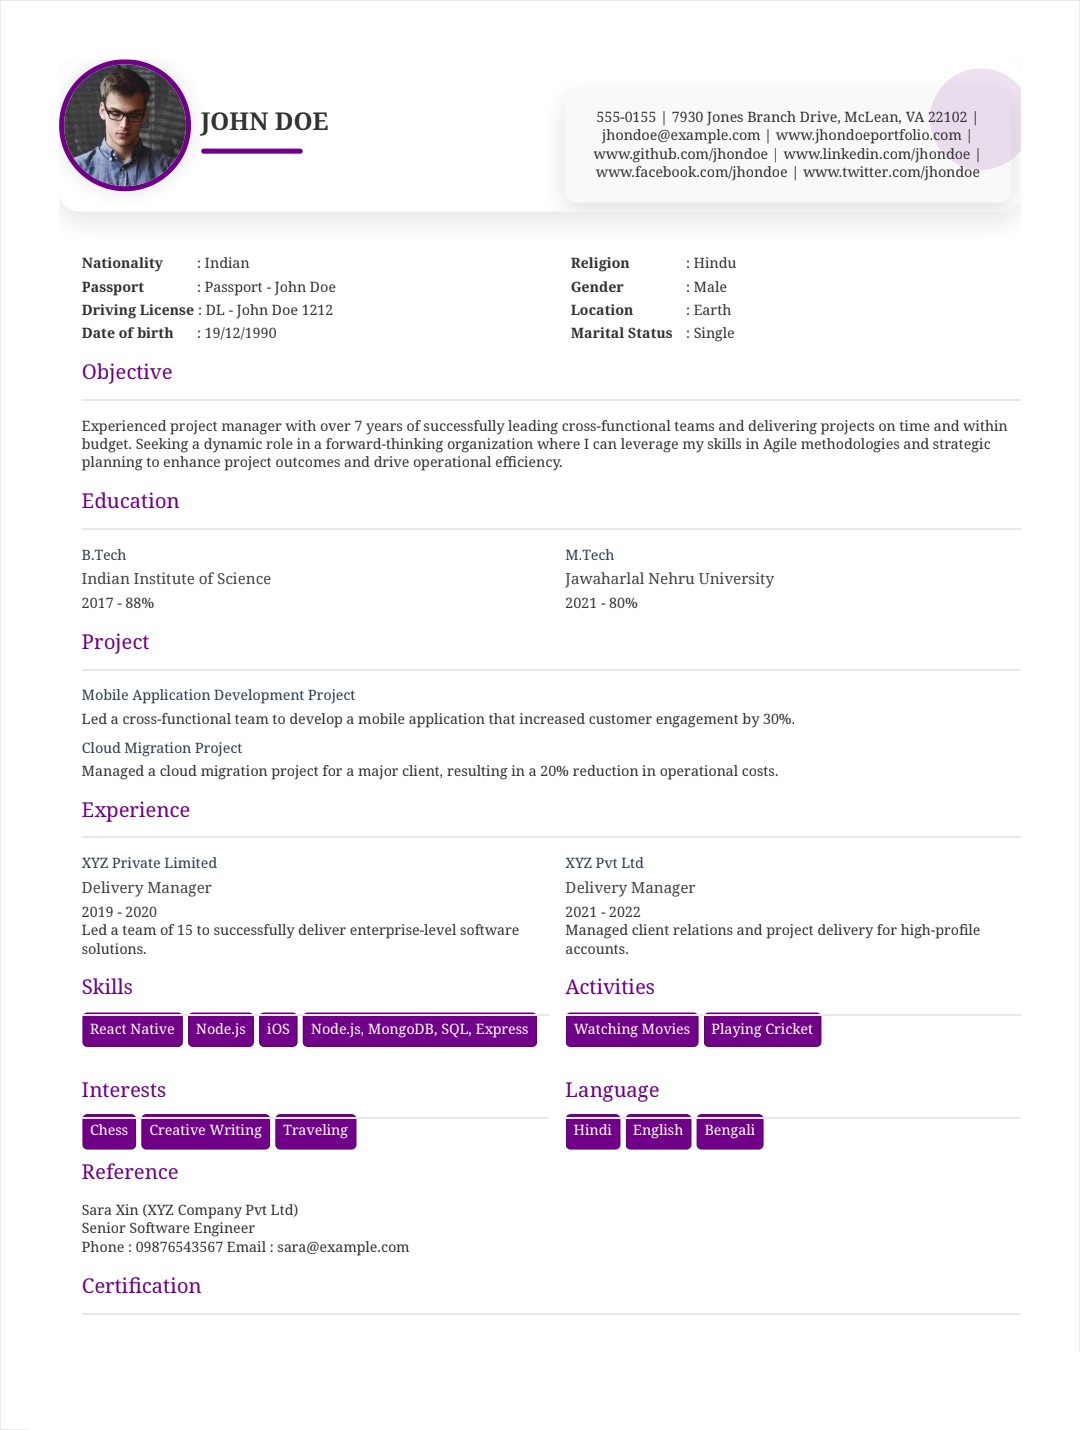 JOHN DOE
555-0155 | 7930 Jones Branch Drive, McLean, VA 22102 |
jhondoe@example.com | www.jhondoeportfolio.com |
www.github.com/jhondoe | www.linkedin.com/jhondoe |
www.facebook.com/jhondoe | www.twitter.com/jhondoe
Nationality : Indian
Passport : Passport - John Doe
Driving License : DL - John Doe 1212
Date of birth : 19/12/1990
Religion : Hindu
Gender : Male
Location : Earth
Marital Status : Single
Objective
Experienced project manager with over 7 years of successfully leading cross-functional teams and delivering projects on time and within
budget. Seeking a dynamic role in a forward-thinking organization where I can leverage my skills in Agile methodologies and strategic
planning to enhance project outcomes and drive operational efficiency.
Education
B.Tech
Indian Institute of Science
2017 - 88%
M.Tech
Jawaharlal Nehru University
2021 - 80%
Project
Mobile Application Development Project
Led a cross-functional team to develop a mobile application that increased customer engagement by 30%.
Cloud Migration Project
Managed a cloud migration project for a major client, resulting in a 20% reduction in operational costs.
Experience
XYZ Private Limited
Delivery Manager
2019 - 2020
Led a team of 15 to successfully deliver enterprise-level software
solutions.
XYZ Pvt Ltd
Delivery Manager
2021 - 2022
Managed client relations and project delivery for high-profile
accounts.
Skills
React Native Node.js iOS Node.js, MongoDB, SQL, Express
Activities
Watching Movies Playing Cricket
Interests
Chess Creative Writing Traveling
Language
Hindi English Bengali
Reference
Sara Xin (XYZ Company Pvt Ltd)
Senior Software Engineer
Phone : 09876543567 Email : sara@example.com
Certification